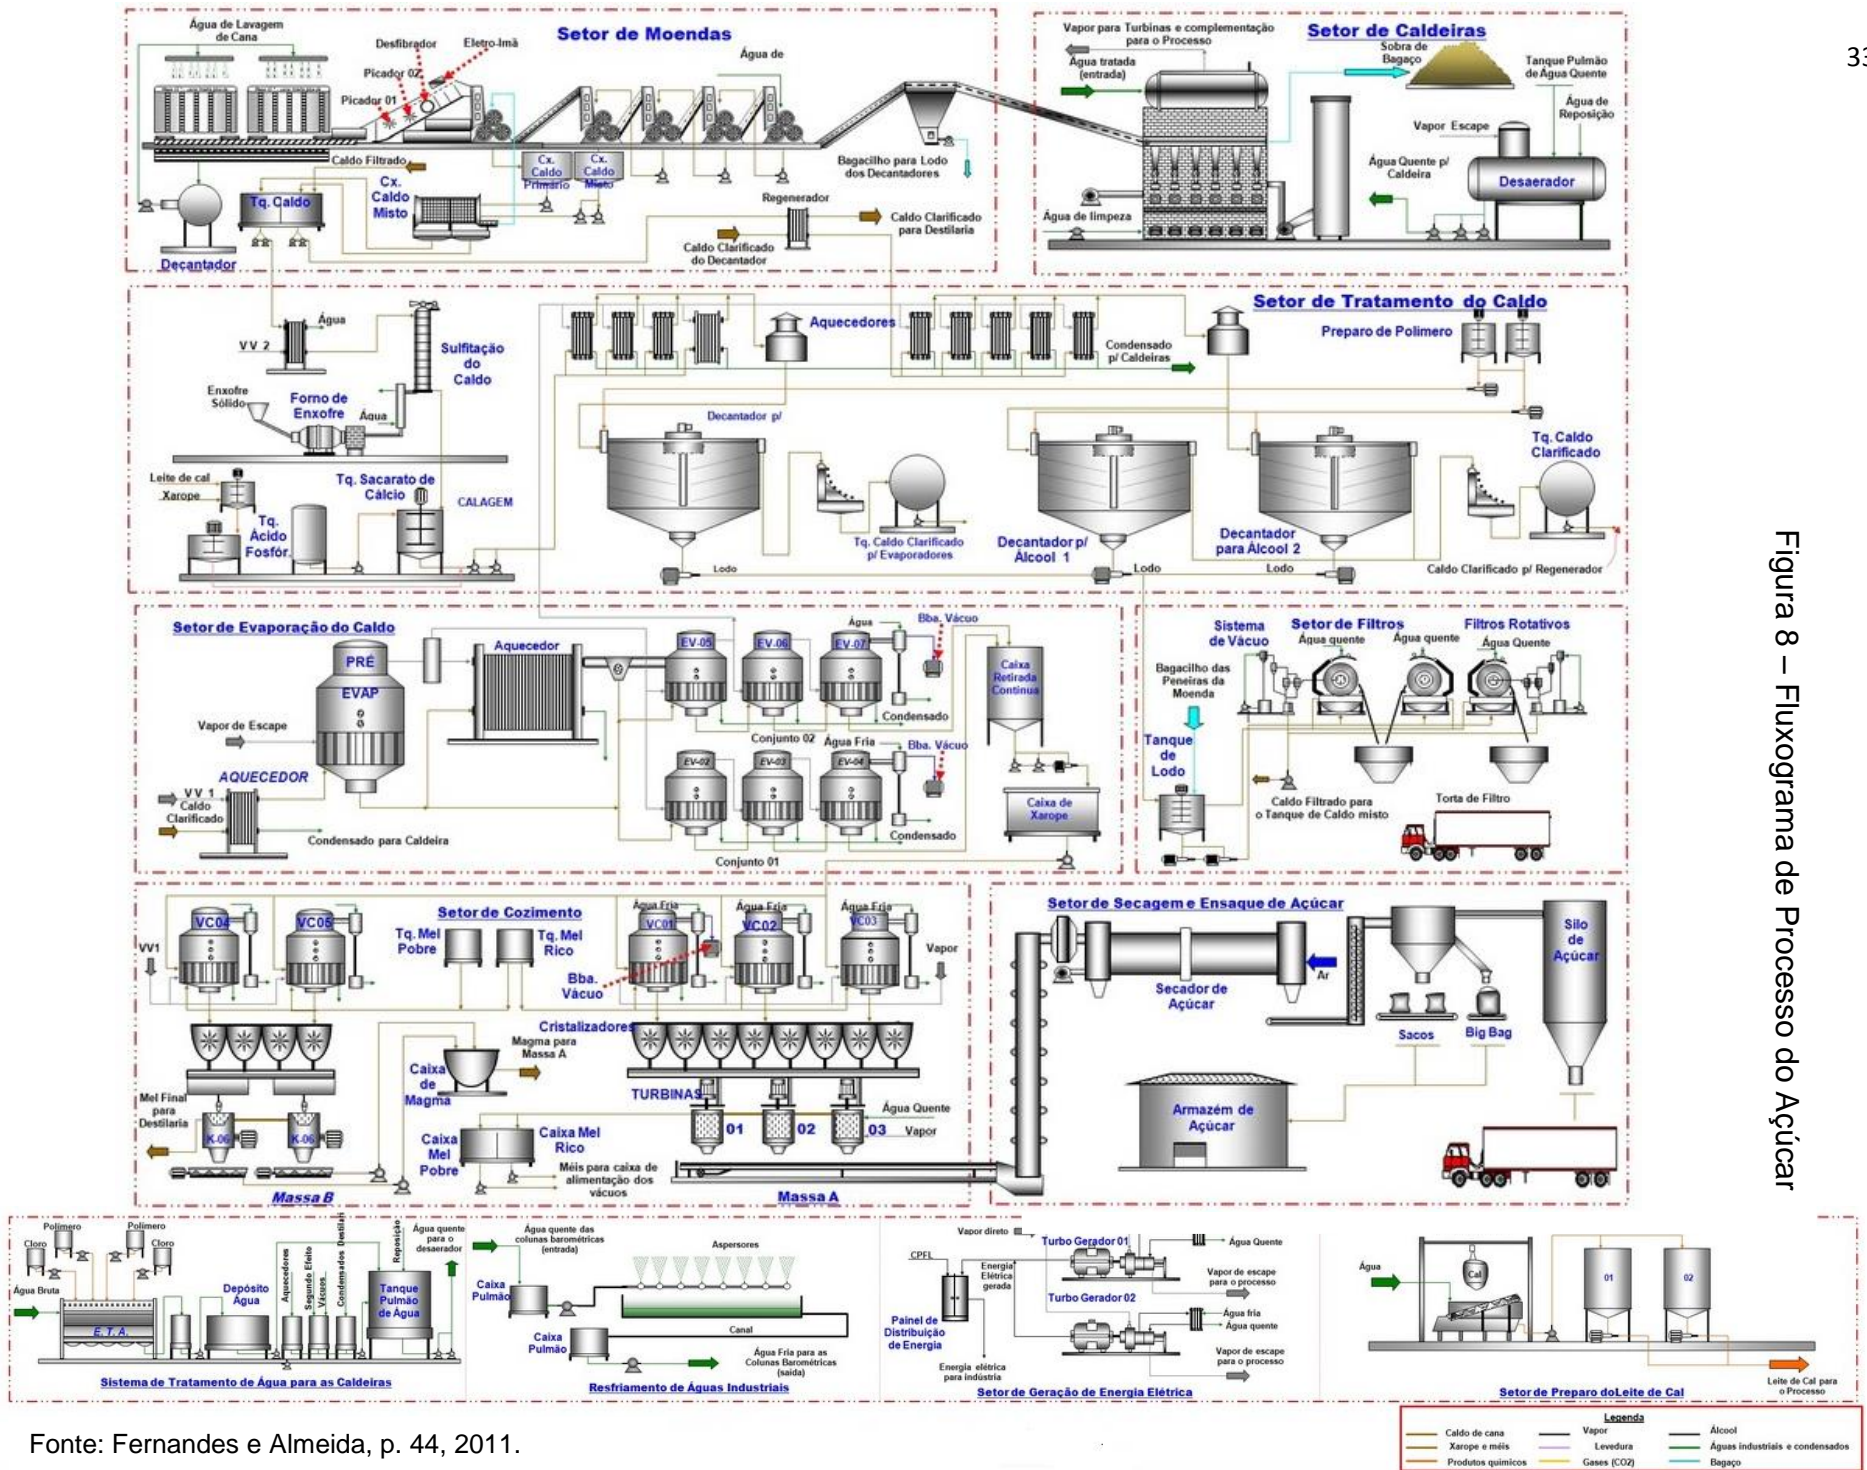 33
Setor de Moendas
Água de Lavagem
de Cana
Desfibrador
Eletro-Imã
Picador 02
Picador 01
Água de
Caldo Filtrado
Cx.
Caldo
Misto
Cx.
Caldo
Primário
Cx.
Caldo
Misto
Tq. Caldo
Decantador
Bagacilho para Lodo
dos Decantadores
Regenerador
Caldo Clarificado
para Destilaria
Caldo Clarificado
do Decantador
Setor de Caldeiras
Vapor para Turbinas e complementação
para o Processo
Água tratada
(entrada)
Sobra de
Bagaço
Tanque Pulmão
de Água Quente
Água de
Reposição
Vapor Escape
Água Quente p/
Caldeira
Desaerador
Água de limpeza
Setor de Tratamento do Caldo
Água
VV 2
Sulfitação
do
Caldo
Enxofre
Sólido
Forno de
Enxofre
Água
Aquecedores
Condensado
p/ Caldeiras
Preparo de Polimero
Decantador p/
Leite de cal
Xarope
Tq. Sacarato de
Cálcio
CALAGEM
Tq.
Ácido
Fosfór.
Tq. Caldo Clarificado
p/ Evaporadores
Decantador p/
Álcool 1
Decantador
para Álcool 2
Tq. Caldo
Clarificado
Caldo Clarificado p/ Regenerador
Lodo
Lodo
Lodo
Setor de Evaporação do Caldo
PRÉ
EVAP
Aquecedor
EV-05
EV-06
EV-07
Água
Bba. Vácuo
Caixa
Retirada
Contínua
Vapor de Escape
Condensado
Conjunto 02
Água Fria
Bba. Vácuo
AQUECEDOR
EV-02
EV-03
EV-04
VV 1
Caldo
Clarificado
Caixa de
Xarope
Condensado para Caldeira
Condensado
Conjunto 01
Sistema
de Vácuo
Setor de Filtros
Filtros Rotativos
Água quente
Água quente
Água Quente
Bagacilho das
Peneiras da
Moenda
Tanque
de
Lodo
Caldo Filtrado para
o Tanque de Caldo misto
Torta de Filtro
Setor de Cozimento
VC04
VC05
Tq. Mel
Pobre
Tq. Mel
Rico
Água Fria
Água Fria
Água Fria
VC01
VC02
VC03
VV1
Vapor
Bba.
Vácuo
Cristalizadores
Magma para
Massa A
Caixa
de
Magma
TURBINAS
Mel Final
para
Destilaria
K-06
K-06
Caixa
Mel
Pobre
Caixa Mel
Rico
01
02
03
Água Quente
Vapor
Méis para caixa de
alimentação dos
vácuos
Massa B
Massa A
Setor de Secagem e Ensaque de Açúcar
Ar
Secador de
Açúcar
Silo
de
Açúcar
Sacos
Big Bag
Armazém de
Açúcar
Cloro
Polímero
Polímero
Cloro
Água Bruta
E. T. A.
Depósito
Água
Aquecedores
Segundo Efeito
Vácuos
Reposição
Água quente
para o
desaerador
Tanque
Pulmão
de Água
Sistema de Tratamento de Água para as Caldeiras
Água quente das
colunas barométricas
(entrada)
Aspersores
Caixa
Pulmão
Caixa
Pulmão
Canal
Água Fria para as
Colunas Barométricas
(saída)
Resfriamento de Águas Industriais
Vapor direto
CPFL
Energia
Elétrica
gerada
Turbo Gerador 01
Água Quente
Vapor de escape
para o processo
Turbo Gerador 02
Água fria
Água quente
Painel de
Distribuição
de Energia
Vapor de escape
para o processo
Energia elétrica
para indústria
Setor de Geração de Energia Elétrica
Água
Cal
01
02
Leite de Cal para
o Processo
Setor de Preparo doLeite de Cal
Legenda
Caldo de cana
Vapor
Álcool
Xarope e méis
Levedura
Águas industriais e condensados
Produtos químicos
Gases (CO2)
Bagaço
Figura 8 – Fluxograma de Processo do Açúcar
Fonte: Fernandes e Almeida, p. 44, 2011.